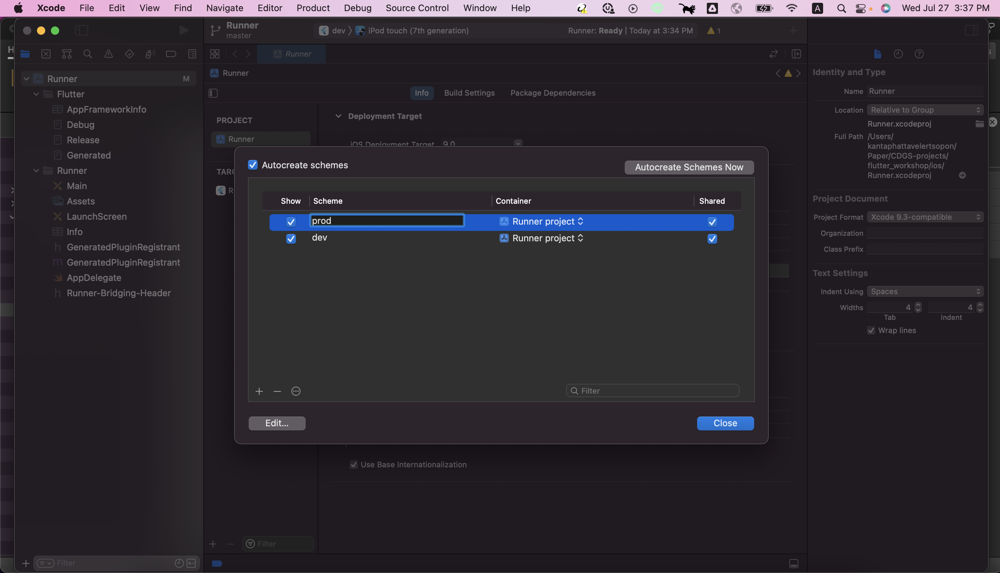 Xcode File Edit View Find Navigate Editor Product Debug Source Control Window Help A Wed Jul 27 3:37 PM
Runner
master
dev iPod touch (7th generation)
Runner: Ready | Today at 3:34 PM
1
Runner
Runner
Info Build Settings Package Dependencies
Runner M
Flutter
AppFrameworkInfo
Debug
Release
Generated
Runner
Main
Assets
LaunchScreen
Info
h GeneratedPluginRegistrant
m GeneratedPluginRegistrant
AppDelegate
h Runner-Bridging-Header
Filter
PROJECT
Runner
Deployment Target
iOS Deployment Target 9.0
Autocreate schemes
Autocreate Schemes Now
Show Scheme Container Shared
prod Runner project
dev Runner project
Filter
Edit...
Close
Use Base Internationalization
Filter
Identity and Type
Name Runner
Location Relative to Group
Runner.xcodeproj
Full Path /Users/
kantaphattavelertsopon/
Paper/CDGS-projects/
flutter_workshop/ios/
Runner.xcodeproj
Project Document
Project Format Xcode 9.3-compatible
Organization
Class Prefix
Text Settings
Indent Using Spaces
Widths 4 4
Tab Indent
Wrap lines